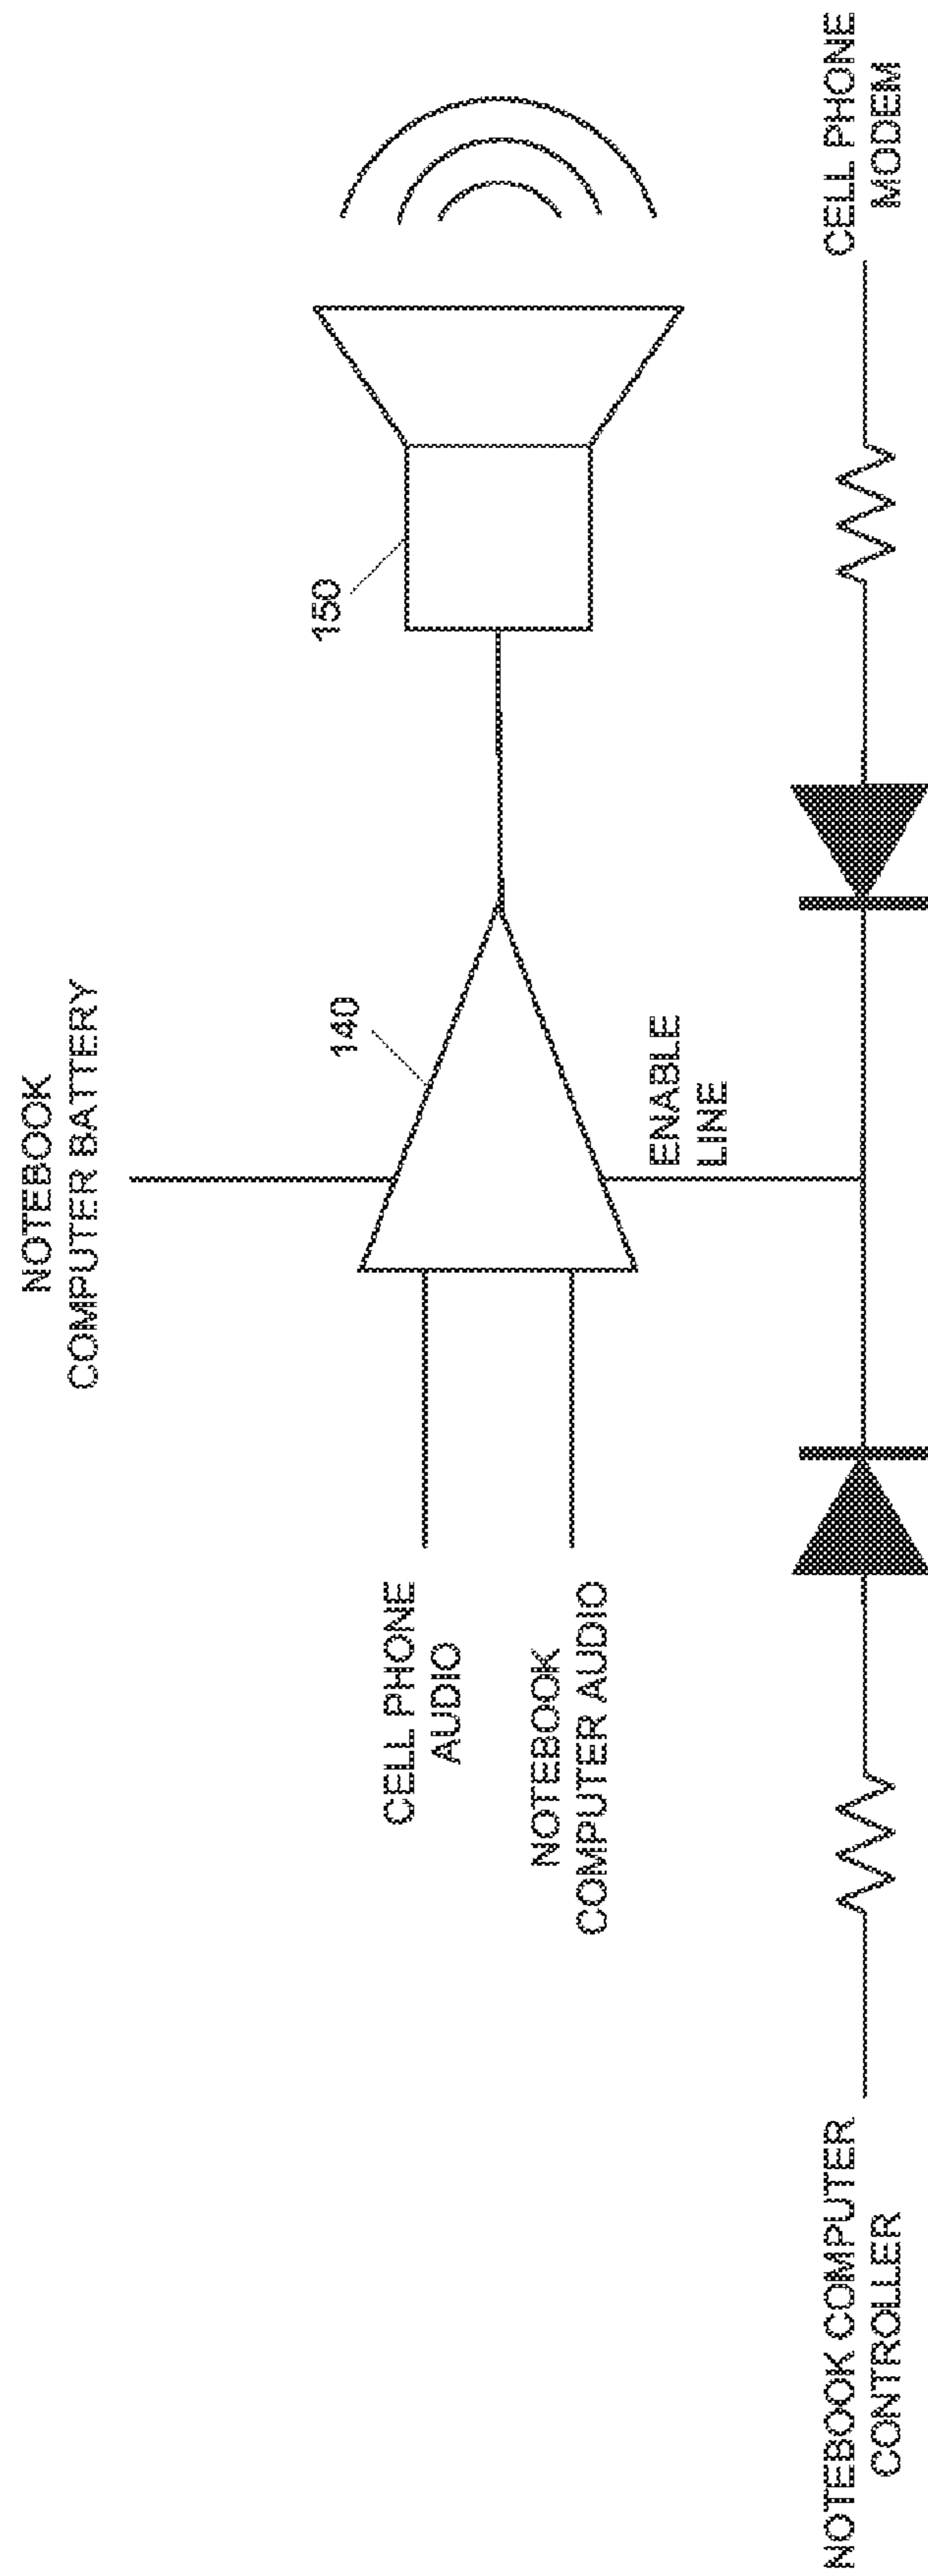 NOTEBOOK
COMPUTER BATTERY
140
150
CELL PHONE
AUDIO
NOTEBOOK
COMPUTER AUDIO
ENABLE
LINE
NOTEBOOK COMPUTER
CONTROLLER
CELL PHONE
MODEM